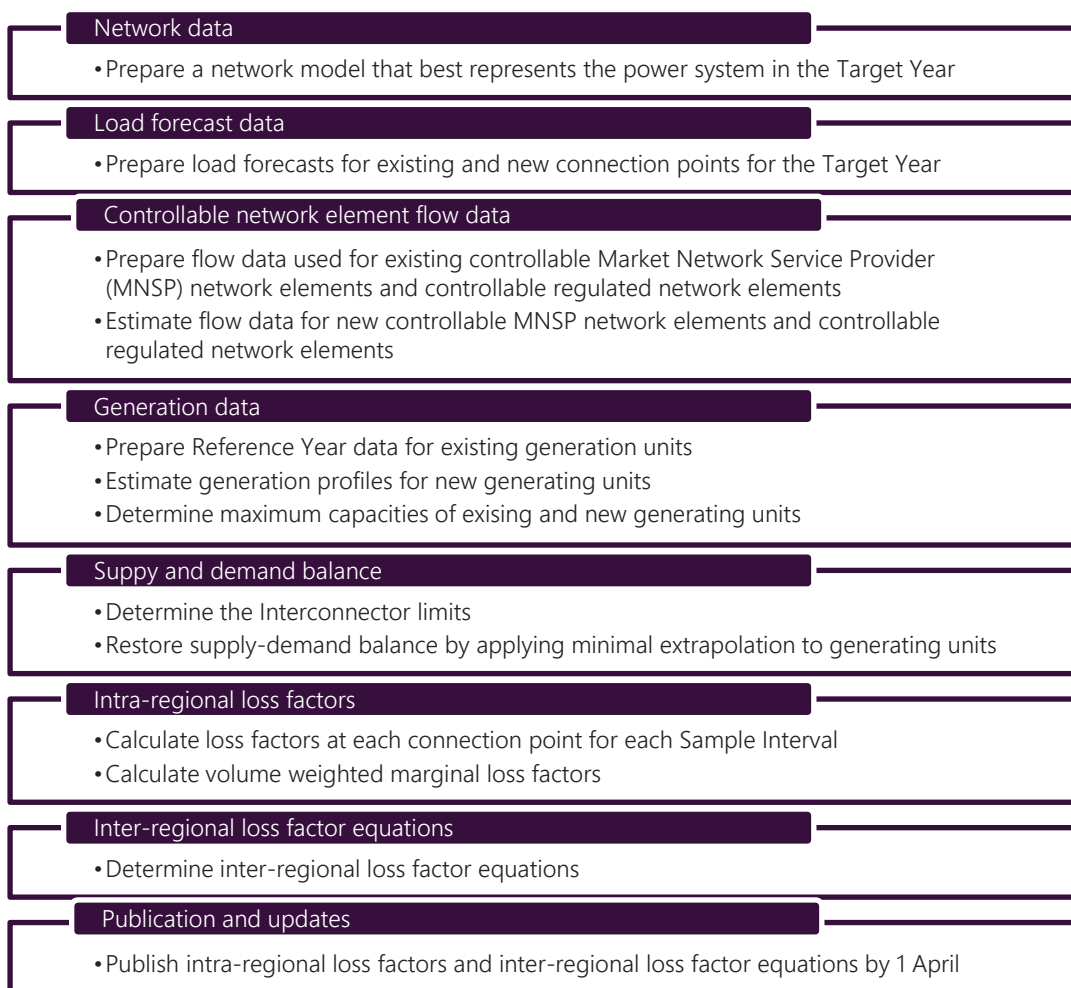 Network data
•Prepare a network model that best represents the power system in the Target Year
Load forecast data
•Prepare load forecasts for existing and new connection points for the Target Year
Controllable network element flow data
•Prepare flow data used for existing controllable Market Network Service Provider
(MNSP) network elements and controllable regulated network elements
•Estimate flow data for new controllable MNSP network elements and controllable
regulated network elements
Generation data
•Prepare Reference Year data for existing generation units
•Estimate generation profiles for new generating units
•Determine maximum capacities of exising and new generating units
Suppy and demand balance
•Determine the Interconnector limits
•Restore supply-demand balance by applying minimal extrapolation to generating units
Intra-regional loss factors
•Calculate loss factors at each connection point for each Sample Interval
•Calculate volume weighted marginal loss factors
Inter-regional loss factor equations
•Determine inter-regional loss factor equations
Publication and updates
•Publish intra-regional loss factors and inter-regional loss factor equations by 1 April